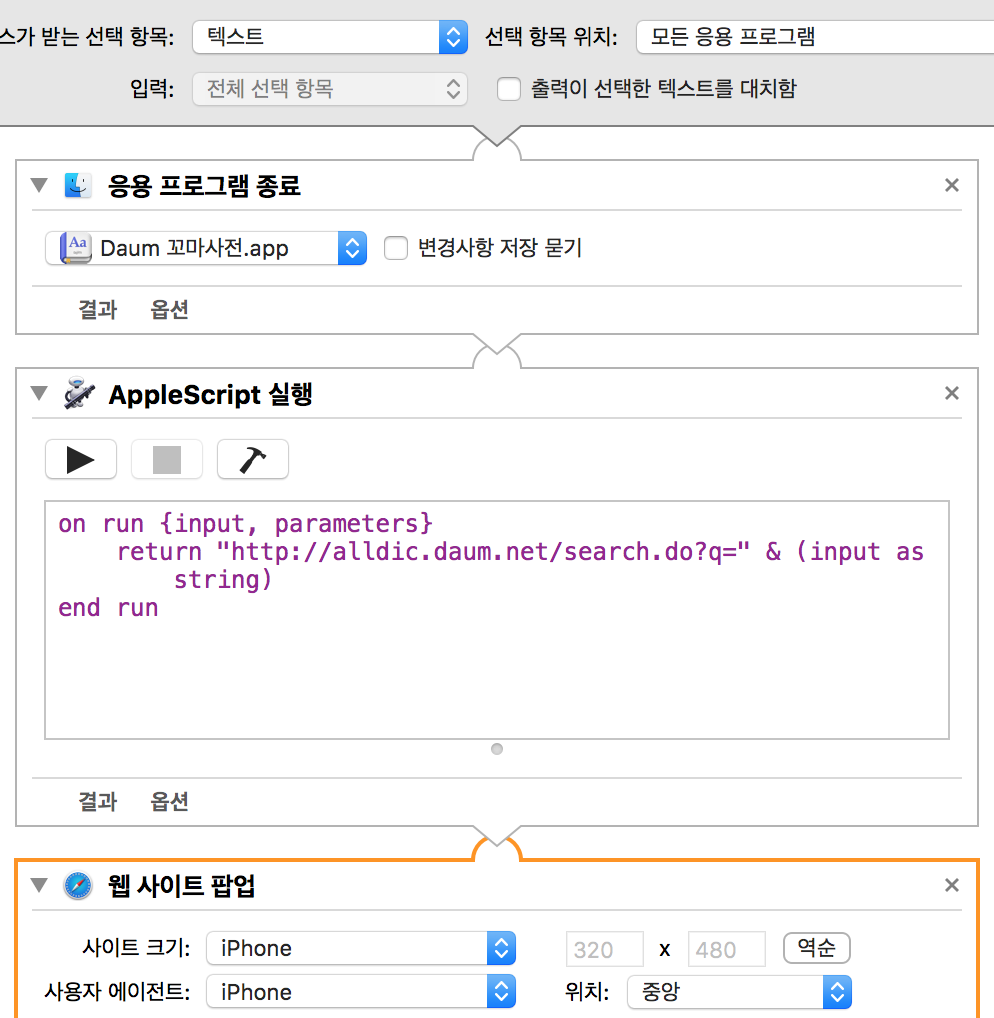 스가 받는 선택 항목: 텍스트 선택 항목 위치: 모든 응용 프로그램
입력: 전체 선택 항목 출력이 선택한 텍스트를 대치함
응용 프로그램 종료
Aa Daum 꼬마사전.app 변경사항 저장 묻기
결과 옵션
AppleScript 실행
on run {input, parameters}
return "http://alldic.daum.net/search.do?q=" & (input as
string)
end run
결과 옵션
웹 사이트 팝업
사이트 크기: iPhone 320 x 480 역순
사용자 에이전트: iPhone 위치: 중앙